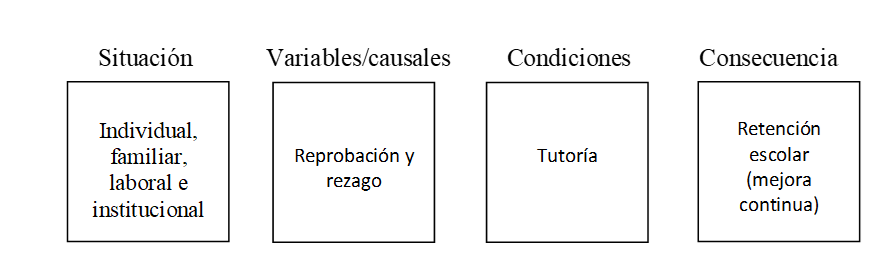 Situación
Variables/causales
Condiciones
Consecuencia
Individual,
familiar,
laboral e
institucional
Reprobación y
rezago
Tutoría
Retención
escolar
(mejora
continua)